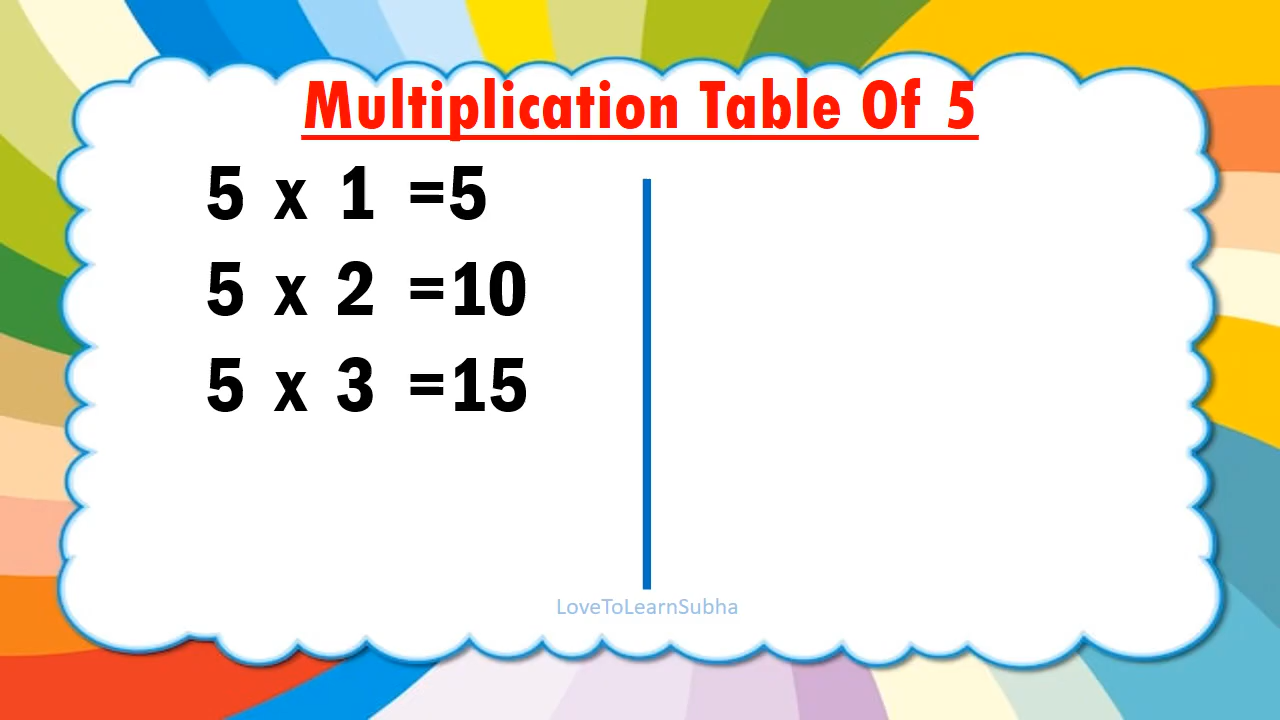 Multiplication Table Of 5
5 x 1 =5
5 x 2 =10
5 x 3 =15
LoveToLearnSubha